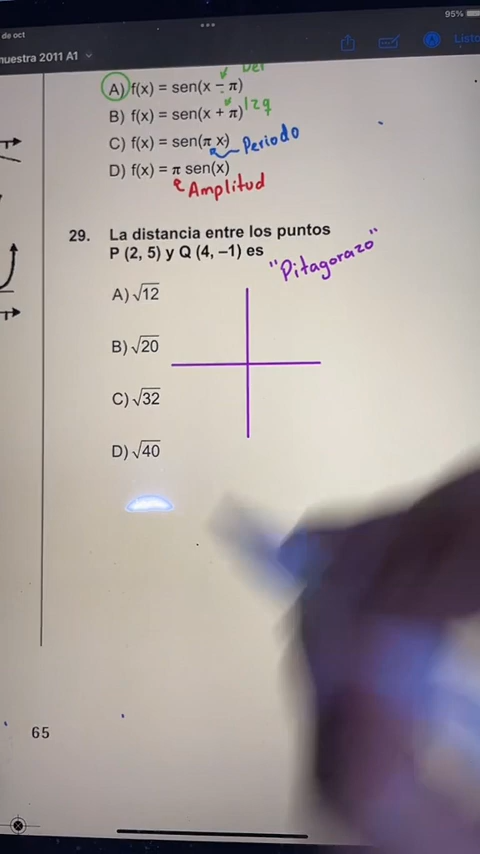 95%
de oct
Listo
nuestra 2011 A1
Der
A) f(x) = sen(x − π)
Izq
B) f(x) = sen(x + π)
C) f(x) = sen(π x) Periodo
D) f(x) = π sen(x)
Amplitud
29. La distancia entre los puntos
P (2, 5) y Q (4, –1) es
"Pitagorazo"
A) √12
B) √20
C) √32
D) √40
65